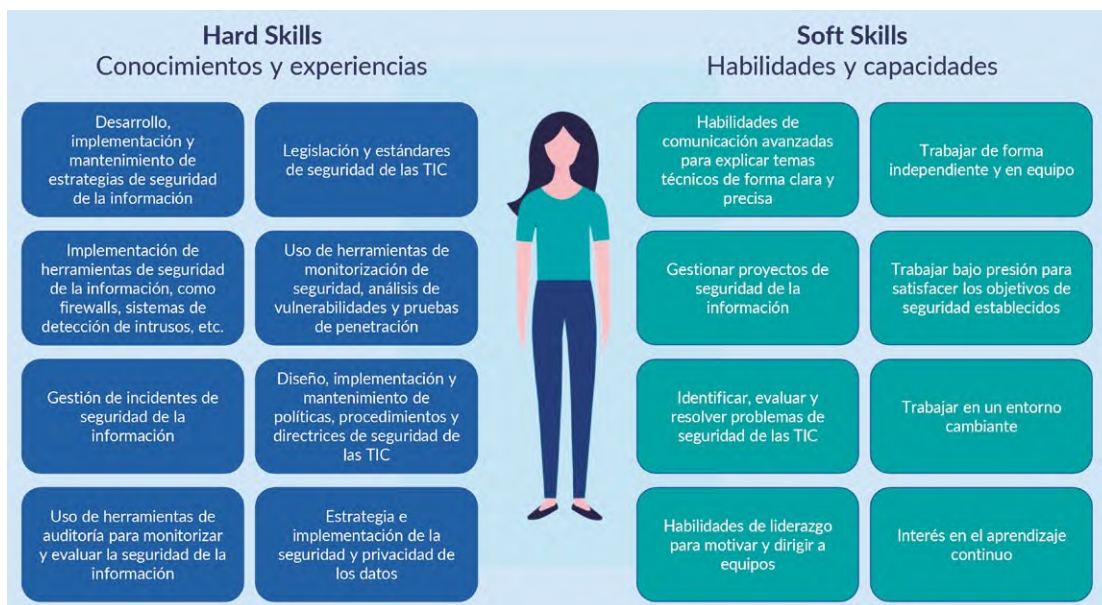 Hard Skills
Conocimientos y experiencias
Desarrollo,
implementación y
mantenimiento de
estrategias de seguridad
de la información
Legislación y estándares
de seguridad de las TIC
Implementación de
herramientas de seguridad
de la información, como
firewalls, sistemas de
detección de intrusos, etc.
Uso de herramientas de
monitorización de
seguridad, análisis de
vulnerabilidades y pruebas
de penetración
Gestión de incidentes de
seguridad de la
información
Diseño, implementación y
mantenimiento de
políticas, procedimientos y
directrices de seguridad de
las TIC
Uso de herramientas de
auditoría para monitorizar
y evaluar la seguridad de la
información
Estrategia e
implementación de la
seguridad y privacidad de
los datos
Soft Skills
Habilidades y capacidades
Habilidades de
comunicación avanzadas
para explicar temas
técnicos de forma clara y
precisa
Trabajar de forma
independiente y en equipo
Gestionar proyectos de
seguridad de la
información
Trabajar bajo presión para
satisfacer los objetivos de
seguridad establecidos
Identificar, evaluar y
resolver problemas de
seguridad de las TIC
Trabajar en un entorno
cambiante
Habilidades de liderazgo
para motivar y dirigir a
equipos
Interés en el aprendizaje
continuo